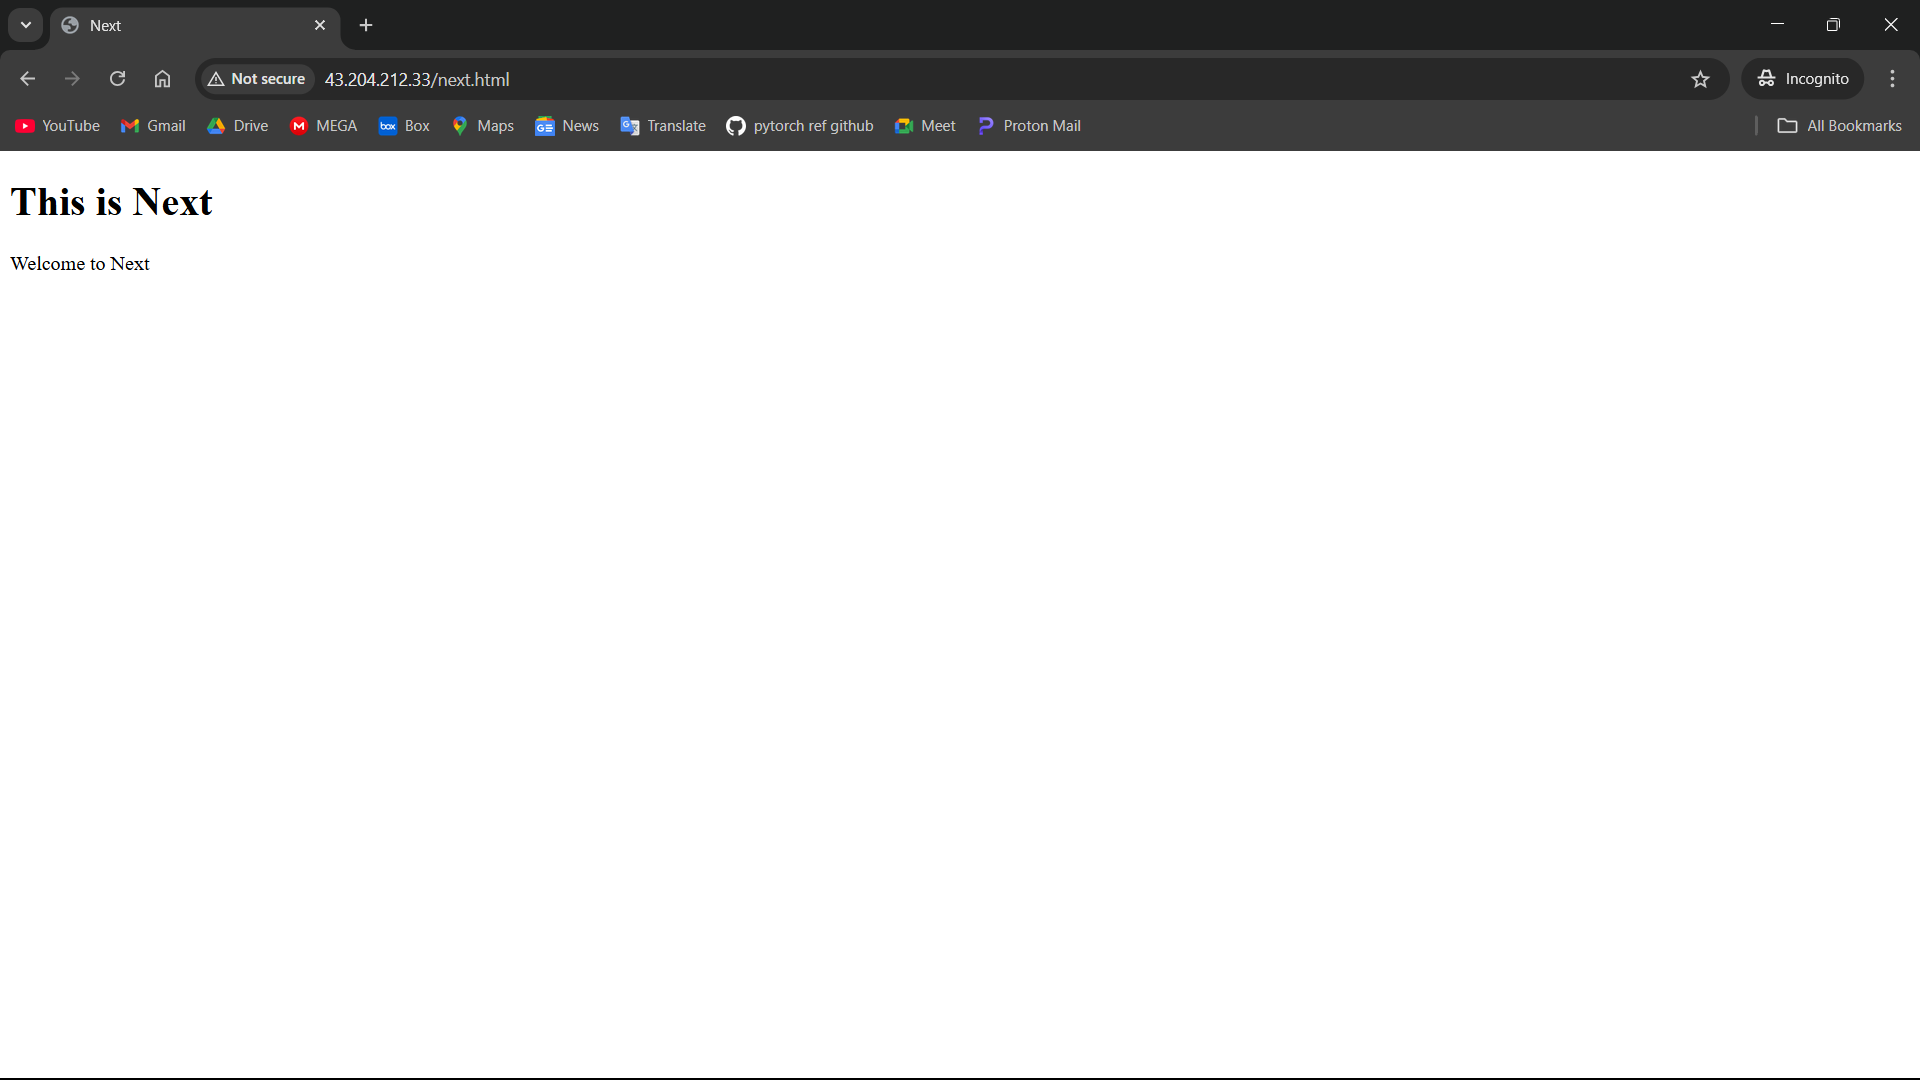 Next
Not secure
43.204.212.33/next.html
Incognito
YouTube
Gmail
Drive
MEGA
box
Box
Maps
News
Translate
pytorch ref github
Meet
Proton Mail
All Bookmarks
This is Next
Welcome to Next